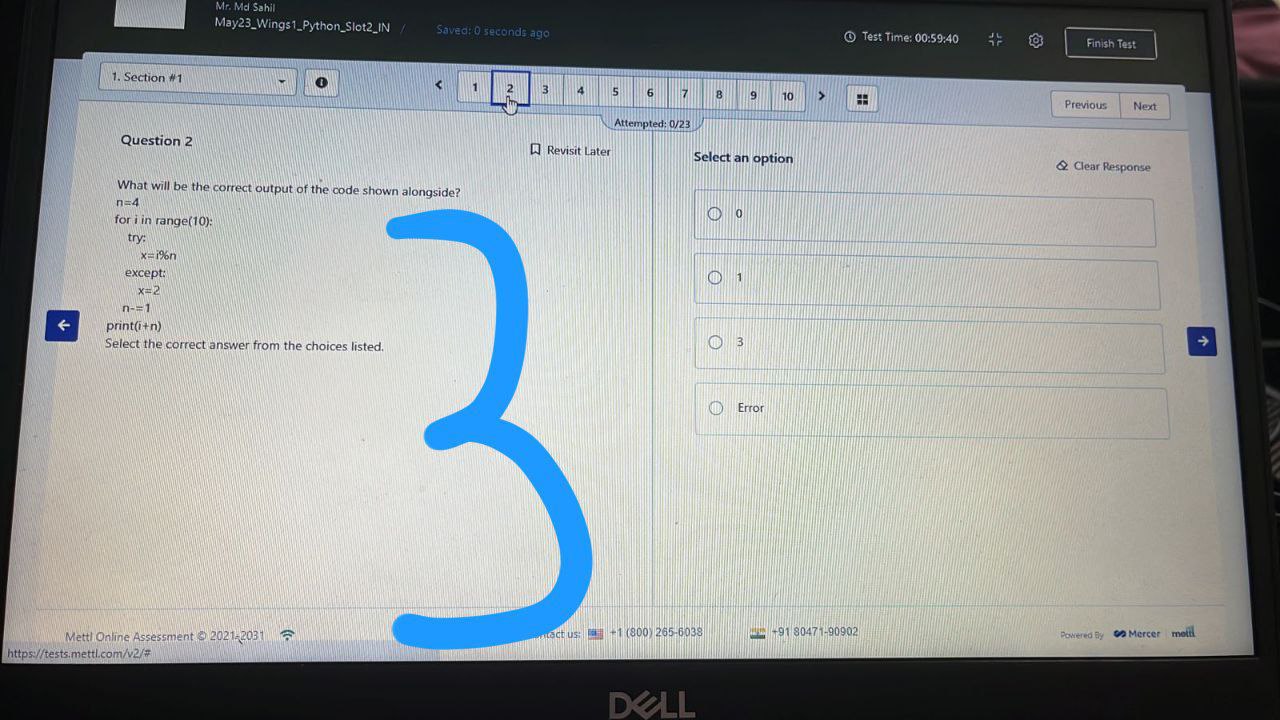 Mr. Md Sahil
May23_Wings1_Python_Slot2_IN /
Saved: 0 seconds ago
Test Time: 00:59:40
Finish Test
1. Section #1
1 2 3 4 5 6 7 8 9 10
Previous Next
Attempted: 0/23
Question 2
Revisit Later
What will be the correct output of the code shown alongside?
n=4
for i in range(10):
try:
x=i%n
except:
x=2
n-=1
print(i+n)
Select the correct answer from the choices listed.
3
Select an option
Clear Response
0
1
3
Error
Mettl Online Assessment © 2021-2031
us: +1 (800) 265-6038
+91 80471-90902
Powered By Mercer | mettl
https://tests.mettl.com/v2/#
DELL